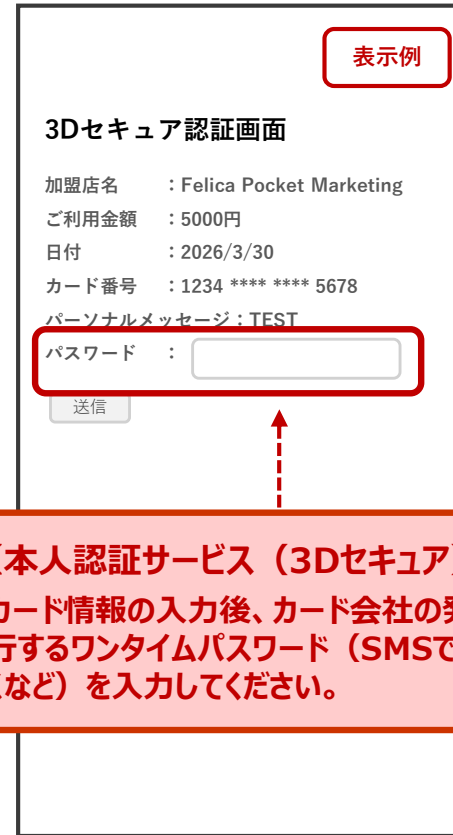 表示例
3Dセキュア認証画面
加盟店名 ：Felica Pocket Marketing
ご利用金額 ：5000円
日付 ：2026/3/30
カード番号 ：1234 **** **** 5678
パーソナルメッセージ：TEST
パスワード ：
送信
本人認証サービス（3Dセキュア）
カード情報の入力後、カード会社の発
行するワンタイムパスワード（SMSで
など）を入力してください。